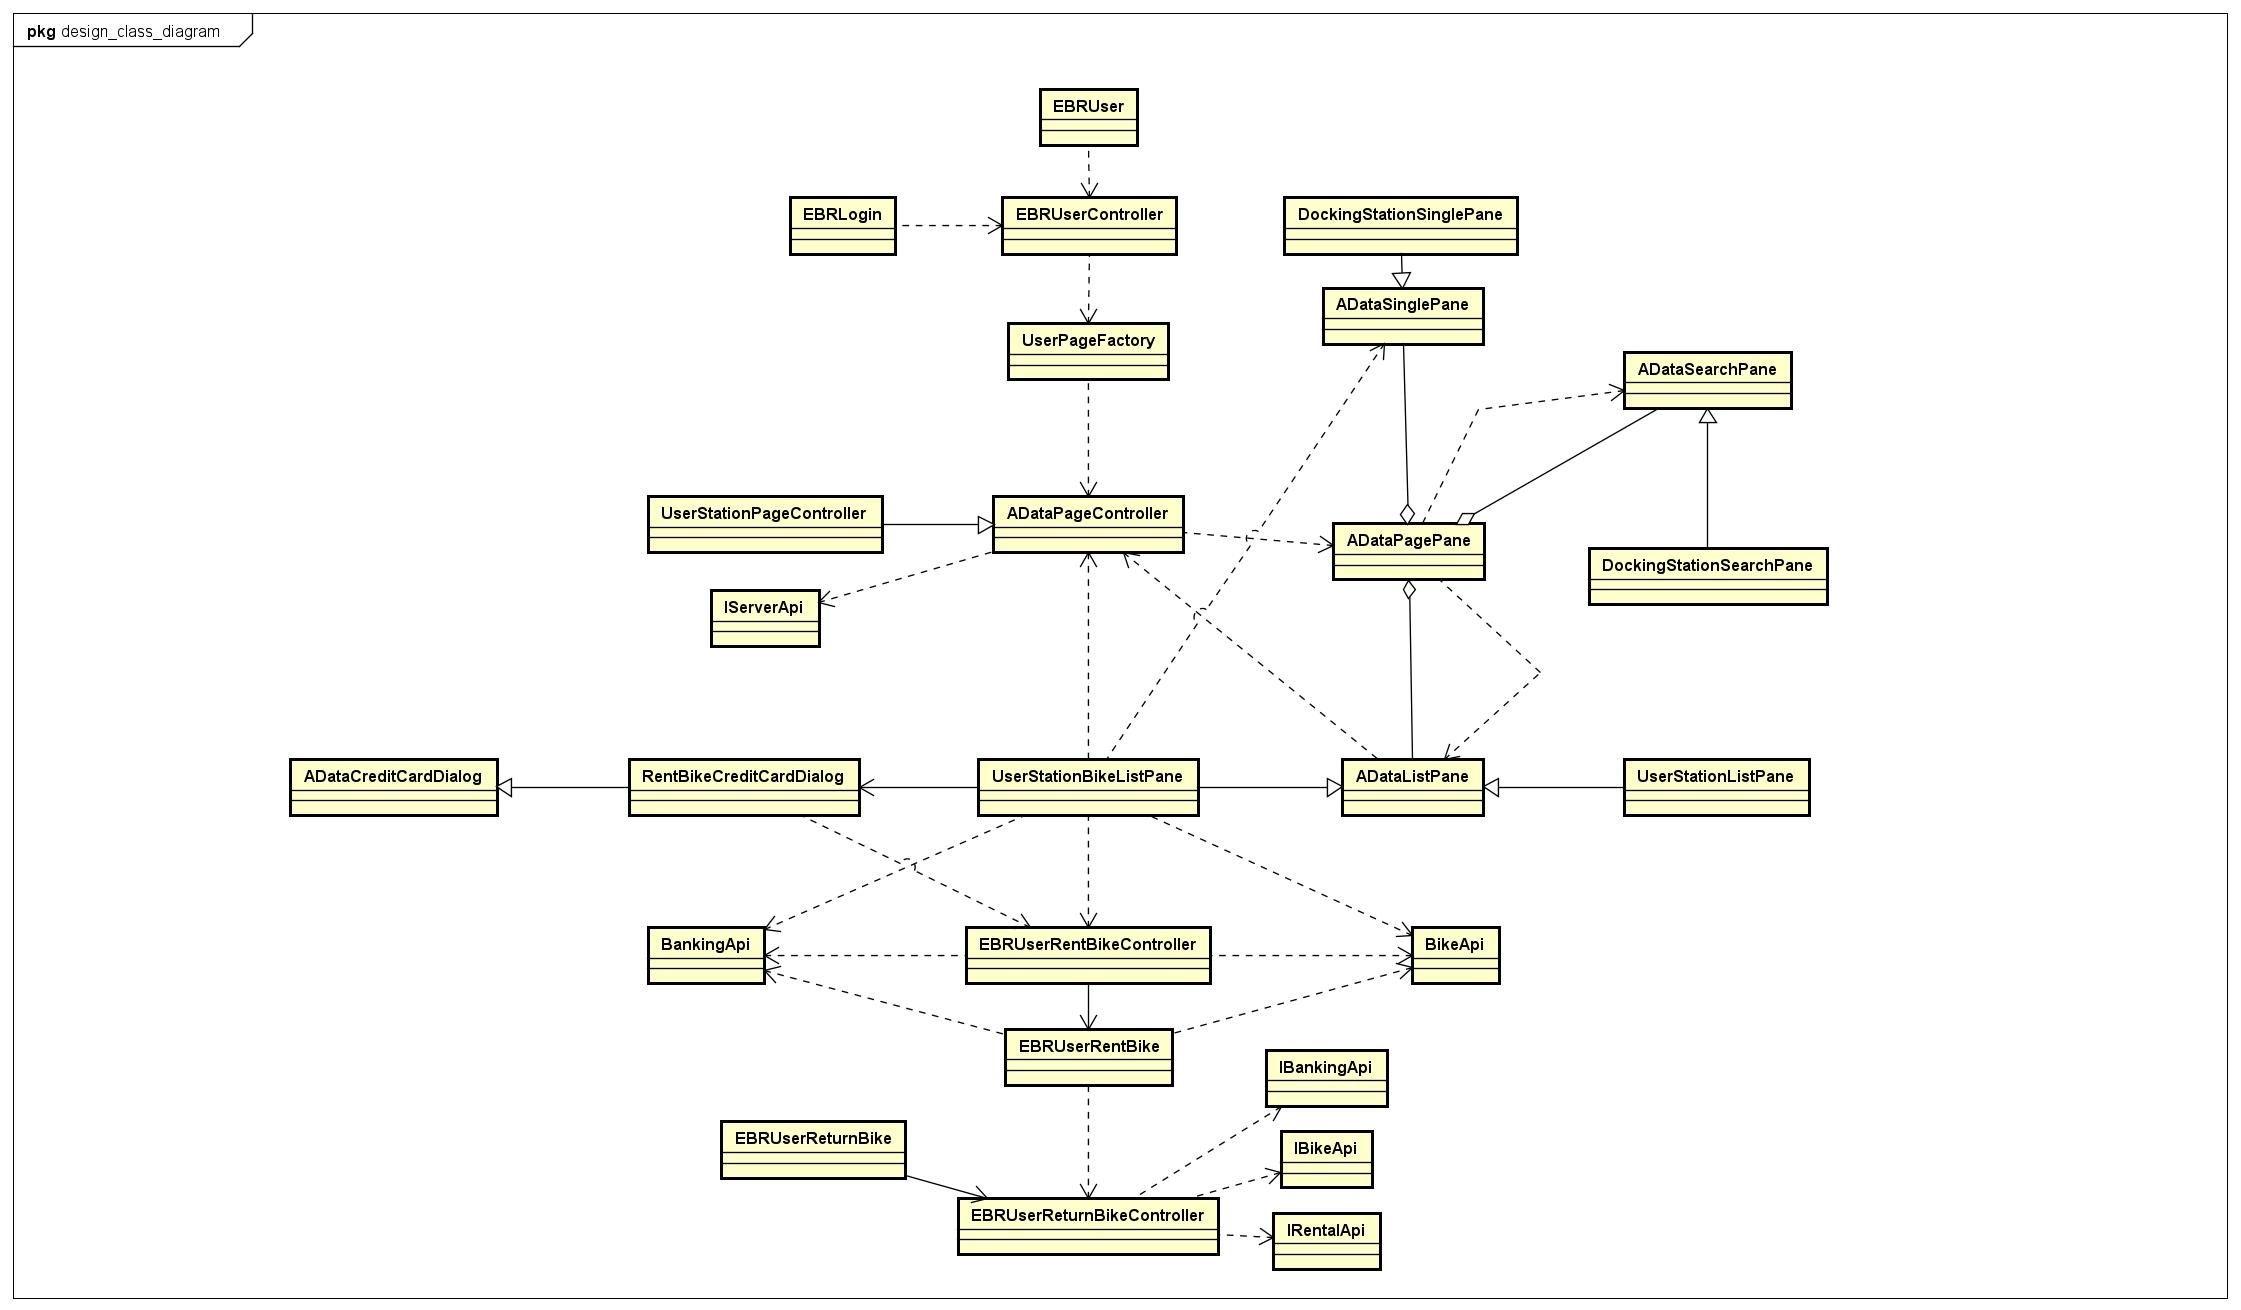 pkg design_class_diagram
EBRUser
EBRLogin
EBRUserController
DockingStationSinglePane
ADataSinglePane
UserPageFactory
ADataSearchPane
UserStationPageController
ADataPageController
ADataPagePane
DockingStationSearchPane
IServerApi
ADataCreditCardDialog
RentBikeCreditCardDialog
UserStationBikeListPane
ADataListPane
UserStationListPane
BankingApi
EBRUserRentBikeController
BikeApi
EBRUserRentBike
IBankingApi
EBRUserReturnBike
IBikeApi
EBRUserReturnBikeController
IRentalApi